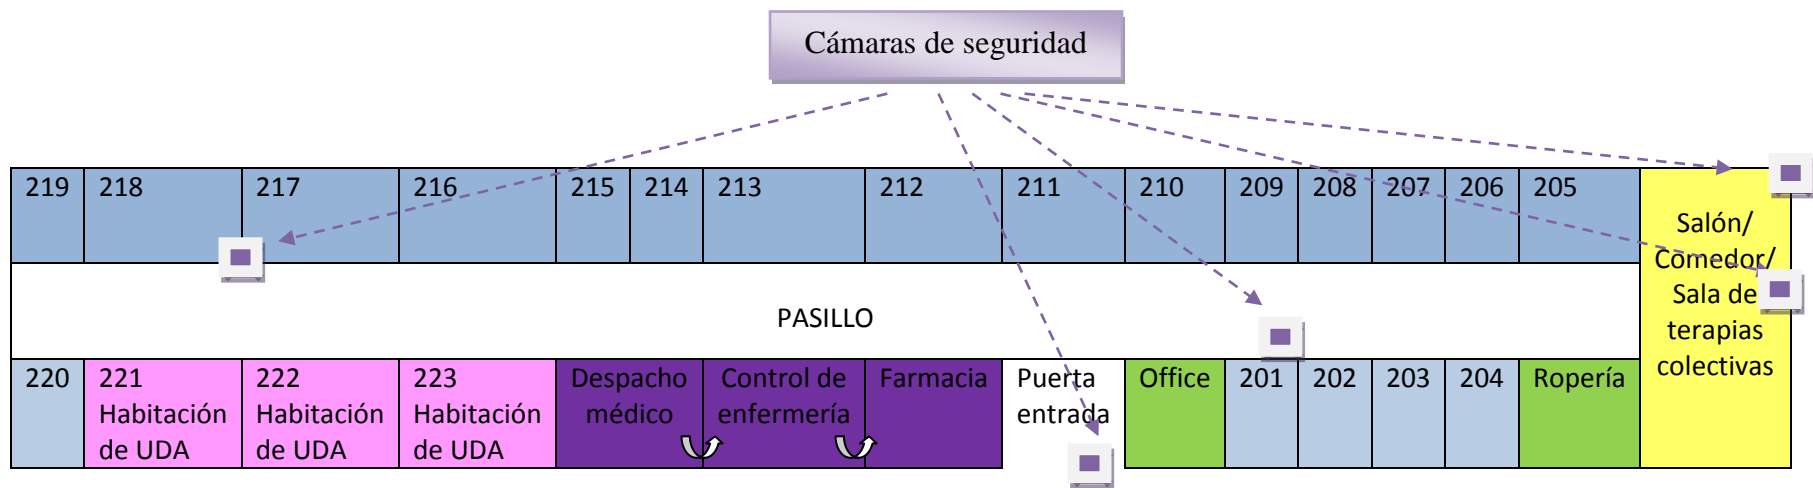 Cámaras de seguridad
219 218 217 216 215 214 213 212 211 210 209 208 207 206 205
Salón/
Comedor/
Sala de
terapias
colectivas
PASILLO
220 221 222 223 Despacho Control de Farmacia Puerta Office 201 202 203 204 Ropería
Habitación Habitación Habitación médico enfermería entrada
de UDA de UDA de UDA